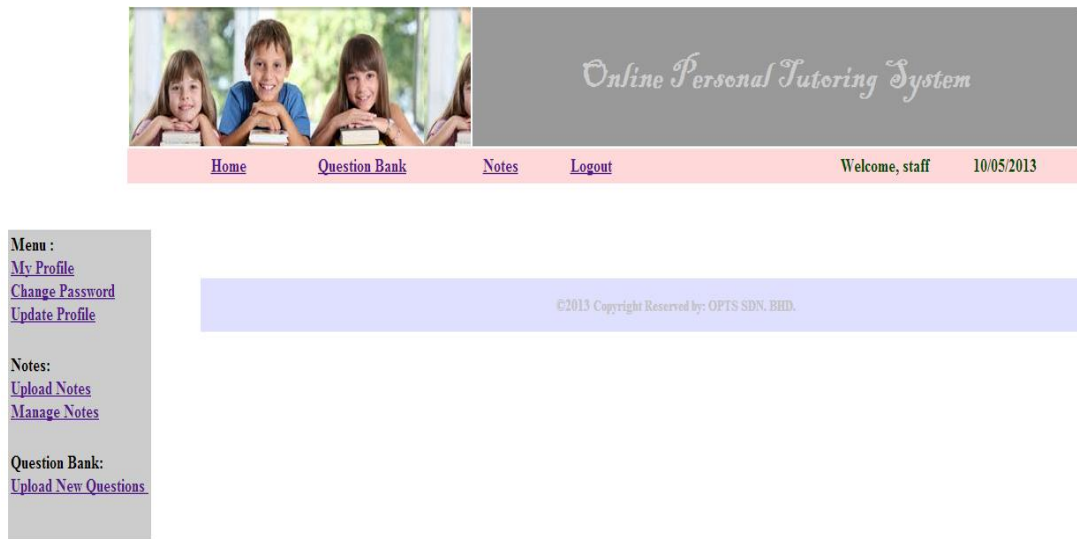 Online Personal Tutoring System
Home Question Bank Notes Logout Welcome, staff 10/05/2013
Menu :
My Profile
Change Password
Update Profile
Notes:
Upload Notes
Manage Notes
Question Bank:
Upload New Questions
©2013 Copyright Reserved by: OPTS SDN. BHD.